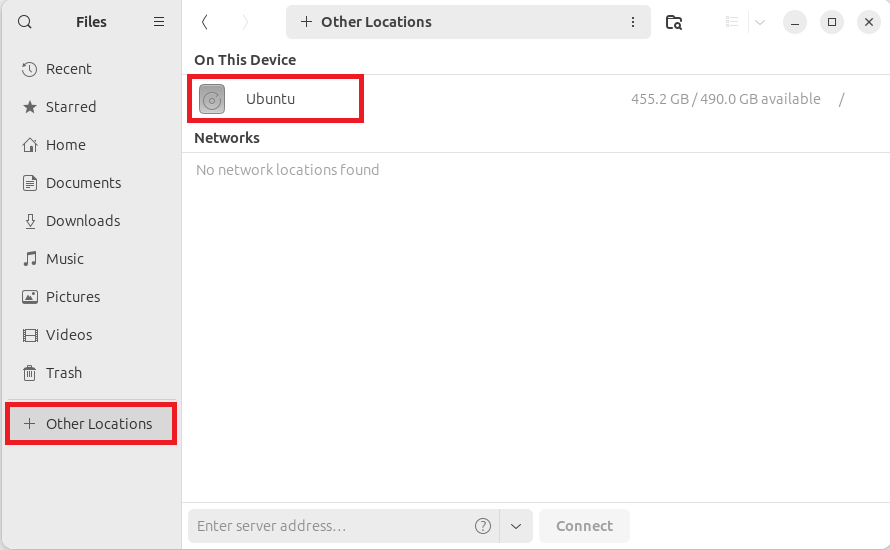 Files
Other Locations
Recent
Starred
Home
Documents
Downloads
Music
Pictures
Videos
Trash
Other Locations
On This Device
Ubuntu 455.2 GB / 490.0 GB available /
Networks
No network locations found
Enter server address… ? Connect